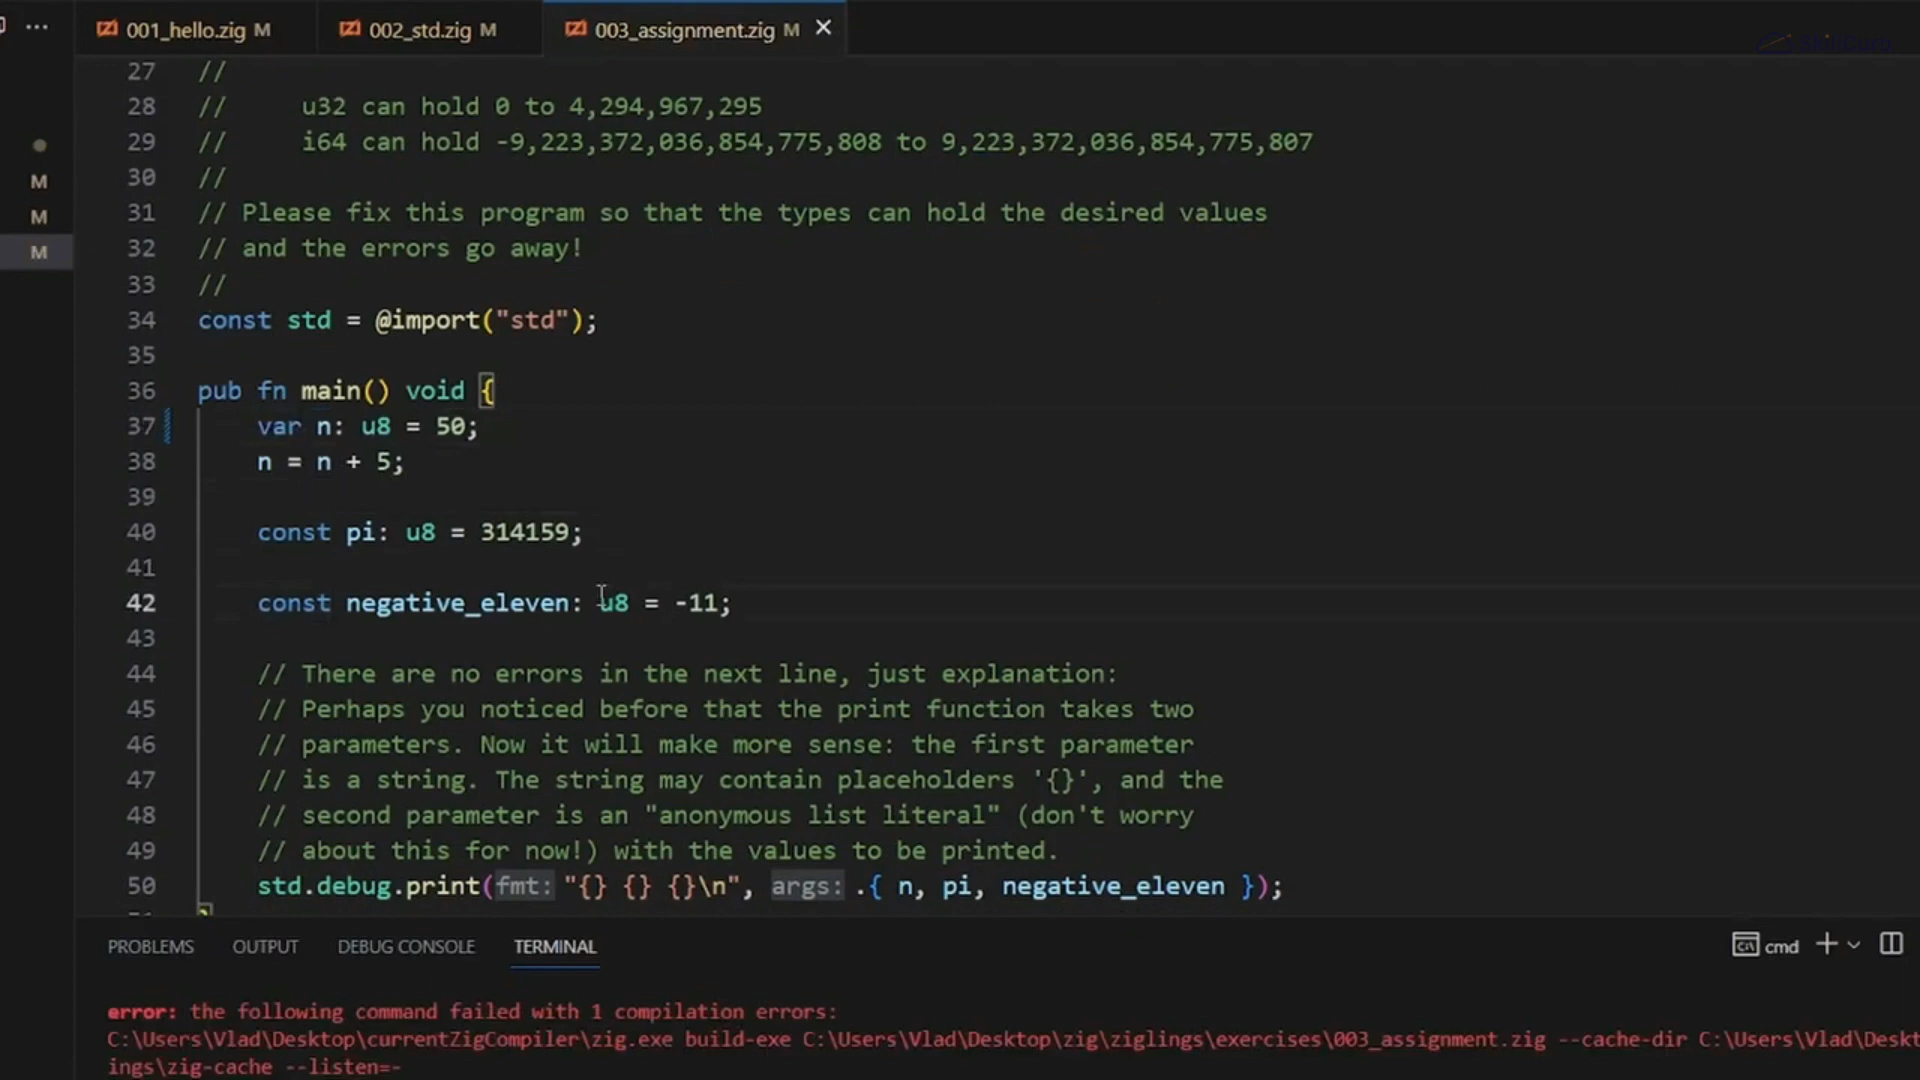 001_hello.zig M
002_std.zig M
003_assignment.zig M
27 //
28 // u32 can hold 0 to 4,294,967,295
29 // i64 can hold -9,223,372,036,854,775,808 to 9,223,372,036,854,775,807
30 //
31 // Please fix this program so that the types can hold the desired values
32 // and the errors go away!
33 //
34 const std = @import("std");
35
36 pub fn main() void {
37 var n: u8 = 50;
38 n = n + 5;
39
40 const pi: u8 = 314159;
41
42 const negative_eleven: u8 = -11;
43
44 // There are no errors in the next line, just explanation:
45 // Perhaps you noticed before that the print function takes two
46 // parameters. Now it will make more sense: the first parameter
47 // is a string. The string may contain placeholders '{}', and the
48 // second parameter is an "anonymous list literal" (don't worry
49 // about this for now!) with the values to be printed.
50 std.debug.print(fmt: "{} {} {}\n", args: .{ n, pi, negative_eleven });
M
M
M
PROBLEMS OUTPUT DEBUG CONSOLE TERMINAL
cmd
error: the following command failed with 1 compilation errors:
C:\Users\Vlad\Desktop\currentZigCompiler\zig.exe build-exe C:\Users\Vlad\Desktop\zig\ziglings\exercises\003_assignment.zig --cache-dir C:\Users\Vlad\Deskt
ings\zig-cache --listen=-